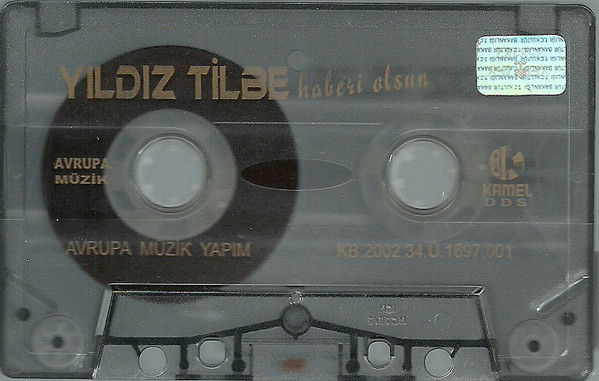 YILDIZ TİLBE haberi olsun
AVRUPA
MÜZİK
KAMEL
DDS
AVRUPA MÜZİK YAPIM
KB.2002.34.Ü.1697.001